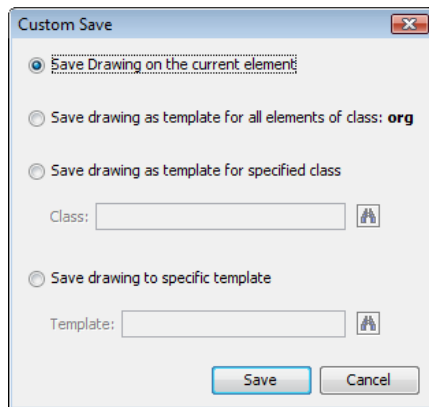 Custom Save
Save Drawing on the current element
Save drawing as template for all elements of class: org
Save drawing as template for specified class
Class:
Save drawing to specific template
Template:
Save Cancel